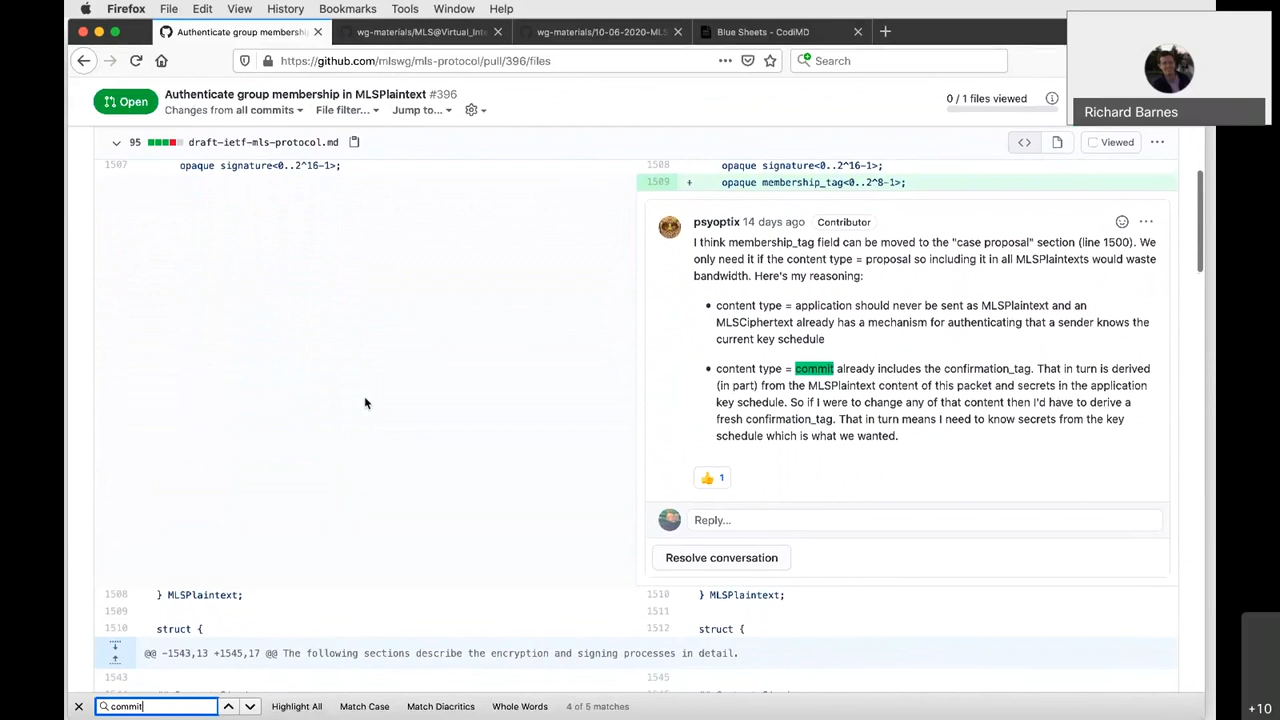 Firefox File Edit View History Bookmarks Tools Window Help
Authenticate group membership
wg-materials/MLS@Virtual_Inte
wg-materials/10-06-2020-MLS
Blue Sheets - CodiMD
https://github.com/mlswg/mls-protocol/pull/396/files
Search
Richard Barnes
Open
Authenticate group membership in MLSPlaintext #396
Changes from all commits File filter... Jump to...
0 / 1 files viewed
95 draft-ietf-mls-protocol.md
Viewed
1507 opaque signature<0..2^16-1>;
1508 opaque signature<0..2^16-1>;
1509 + opaque membership_tag<0..2^8-1>;
psyoptix 14 days ago Contributor
I think membership_tag field can be moved to the "case proposal" section (line 1500). We
only need it if the content type = proposal so including it in all MLSPlaintexts would waste
bandwidth. Here's my reasoning:
• content type = application should never be sent as MLSPlaintext and an
MLSCiphertext already has a mechanism for authenticating that a sender knows the
current key schedule
• content type = commit already includes the confirmation_tag. That in turn is derived
(in part) from the MLSPlaintext content of this packet and secrets in the application
key schedule. So if I were to change any of that content then I'd have to derive a
fresh confirmation_tag. That in turn means I need to know secrets from the key
schedule which is what we wanted.
1
Reply...
Resolve conversation
1508 } MLSPlaintext;
1510 } MLSPlaintext;
1509
1511
1510 struct {
1512 struct {
@@ -1543,13 +1545,17 @@ The following sections describe the encryption and signing processes in detail.
1543
1545
commit
Highlight All Match Case Match Diacritics Whole Words 4 of 5 matches
+10